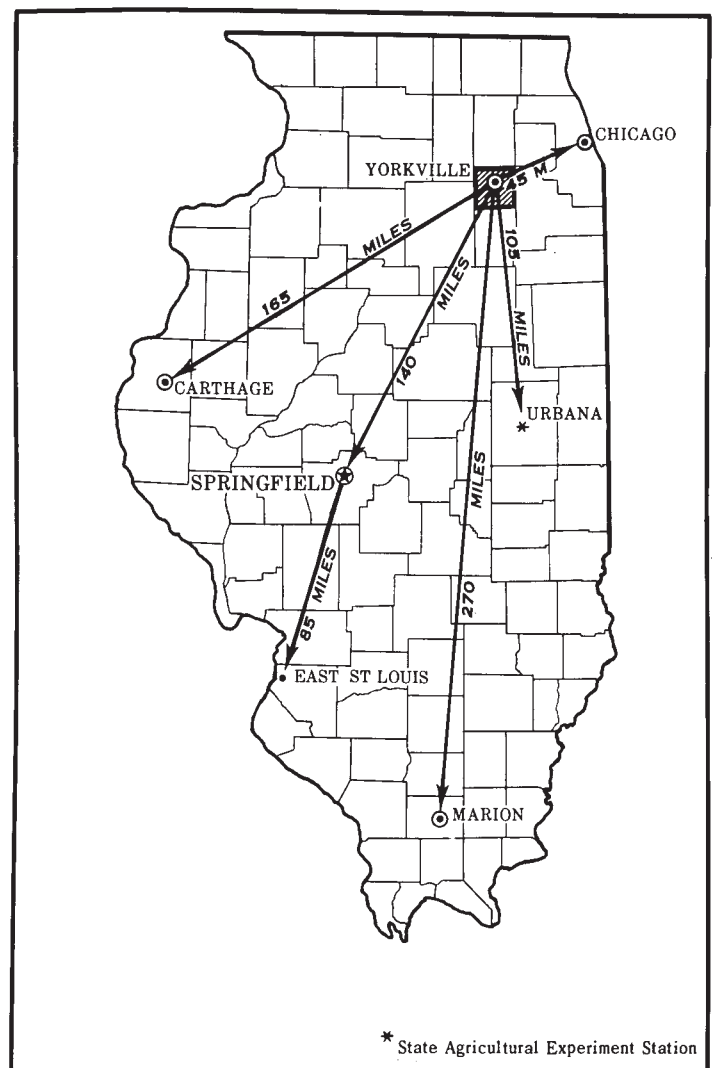 CHICAGO
YORKVILLE
45 M
MILES
165
105
MILES
MILES
140
CARTHAGE
URBANA
*
SPRINGFIELD
MILES
270
85 MILES
EAST ST LOUIS
MARION
* State Agricultural Experiment Station